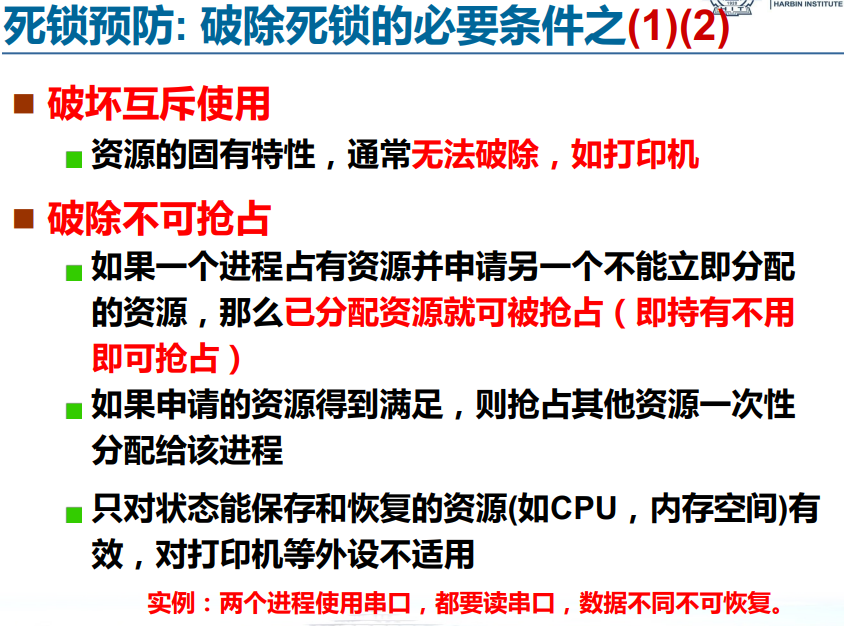 死锁预防: 破除死锁的必要条件之(1)(2)
HARBIN INSTITUTE
破坏互斥使用
资源的固有特性，通常无法破除，如打印机
破除不可抢占
如果一个进程占有资源并申请另一个不能立即分配
的资源，那么已分配资源就可被抢占（即持有不用
即可抢占）
如果申请的资源得到满足，则抢占其他资源一次性
分配给该进程
只对状态能保存和恢复的资源(如CPU，内存空间)有
效，对打印机等外设不适用
实例：两个进程使用串口，都要读串口，数据不同不可恢复。